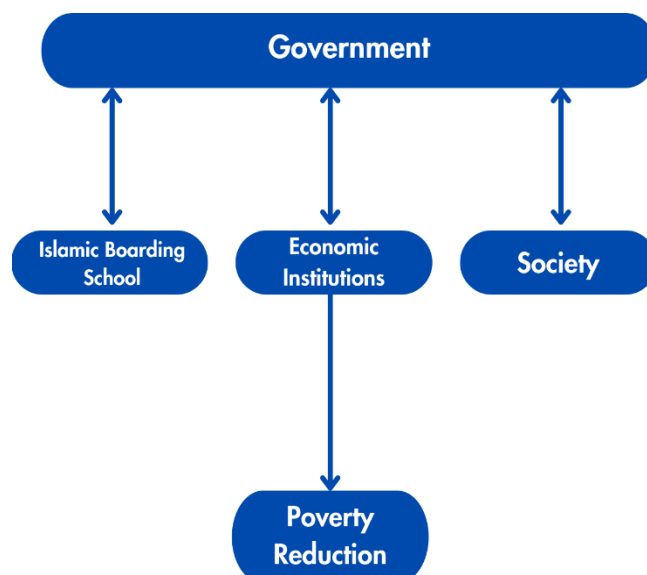 Government
Islamic Boarding
School
Economic
Institutions
Society
Poverty
Reduction